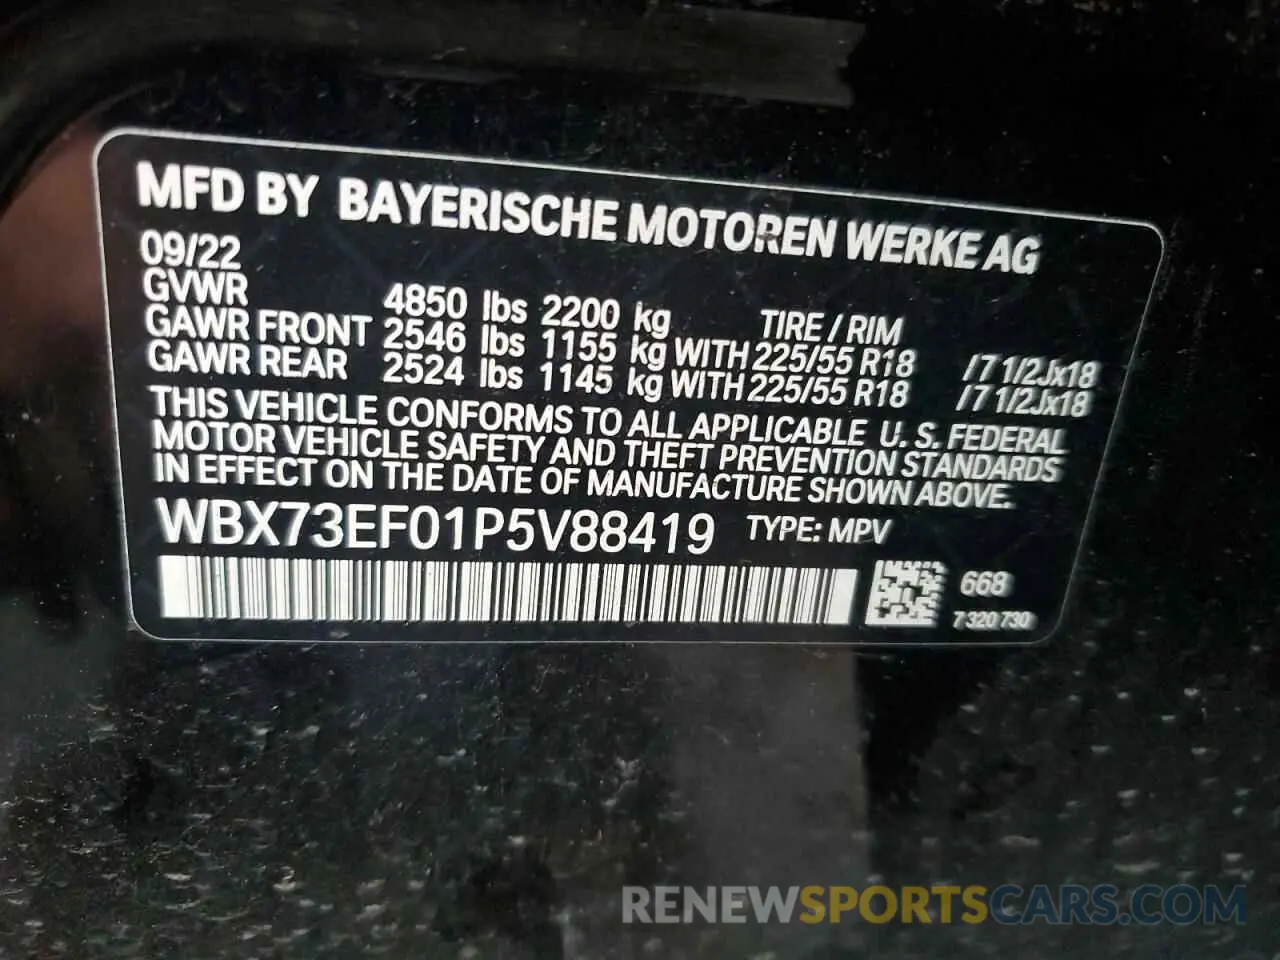 MFD BY BAYERISCHE MOTOREN WERKE AG
09/22
GVWR 4850 lbs 2200 kg TIRE / RIM
GAWR FRONT 2546 lbs 1155 kg WITH 225/55 R18 /7 1/2Jx18
GAWR REAR 2524 lbs 1145 kg WITH 225/55 R18 /7 1/2Jx18
THIS VEHICLE CONFORMS TO ALL APPLICABLE U. S. FEDERAL
MOTOR VEHICLE SAFETY AND THEFT PREVENTION STANDARDS
IN EFFECT ON THE DATE OF MANUFACTURE SHOWN ABOVE.
WBX73EF01P5V88419 TYPE: MPV
668
7 320 730
RENEWSPORTSCARS.COM